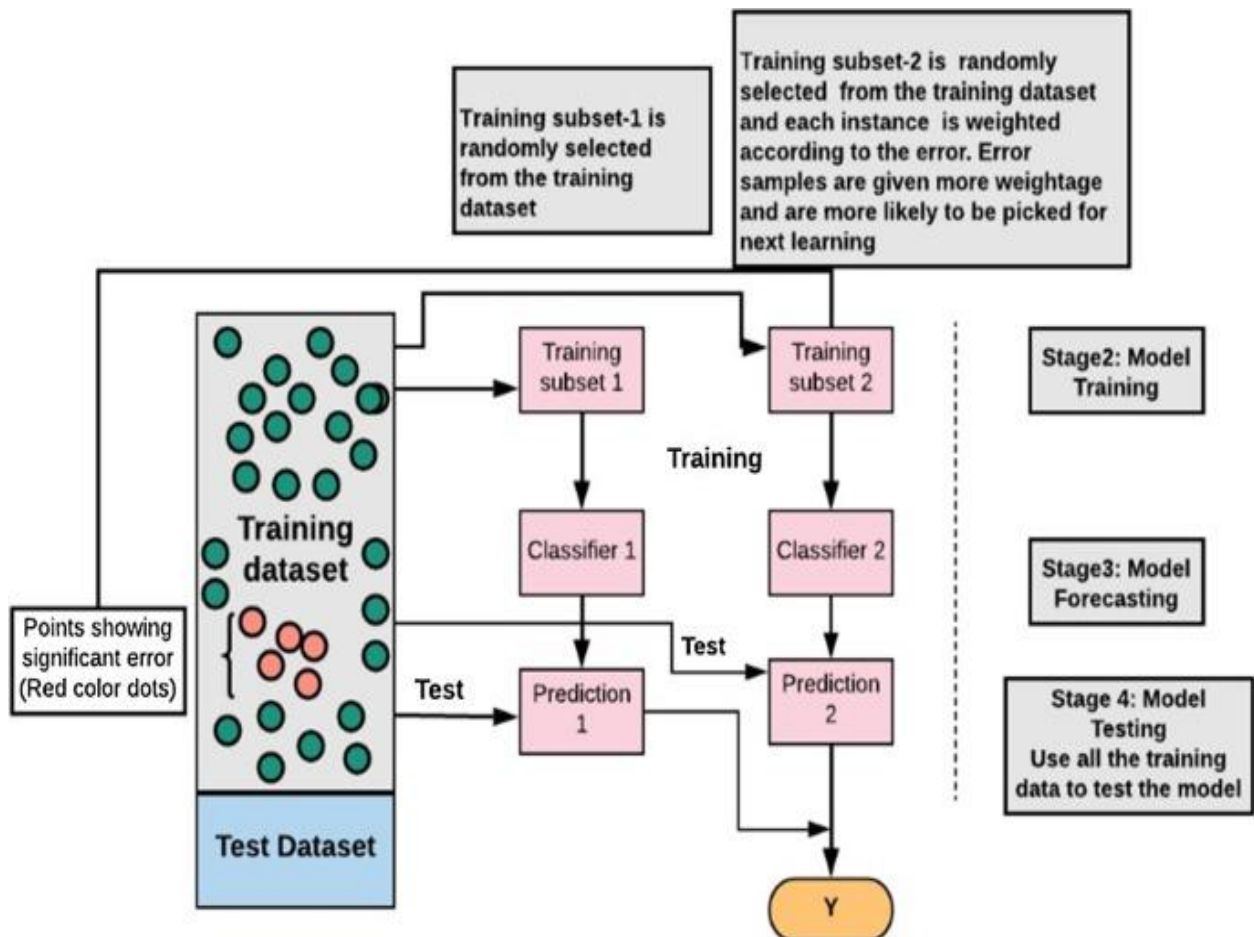 Training subset-1 is
randomly selected
from the training
dataset
Training subset-2 is randomly
selected from the training dataset
and each instance is weighted
according to the error. Error
samples are given more weightage
and are more likely to be picked for
next learning
Training
subset 1
Training
subset 2
Stage2: Model
Training
Training
Training
dataset
Classifier 1
Classifier 2
Stage3: Model
Forecasting
Points showing
significant error
(Red color dots)
Test
Test
Prediction
1
Prediction
2
Stage 4: Model
Testing
Use all the training
data to test the model
Test Dataset
Y